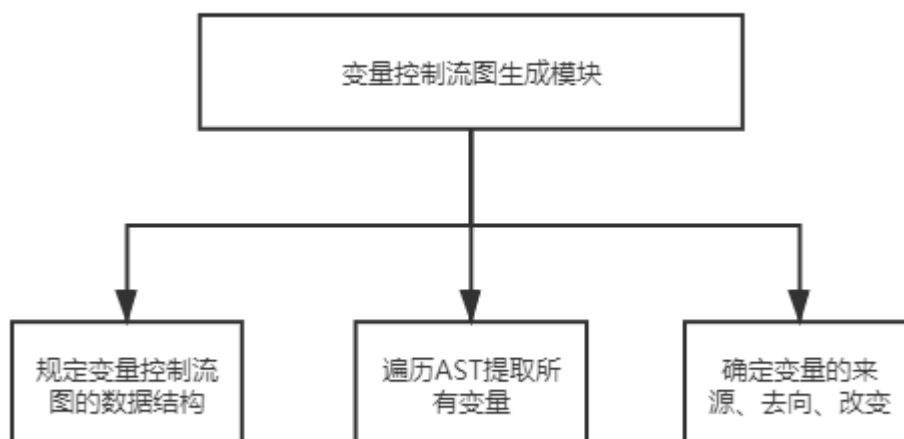 变量控制流图生成模块
规定变量控制流
图的数据结构
遍历AST提取所
有变量
确定变量的来
源、去向、改变